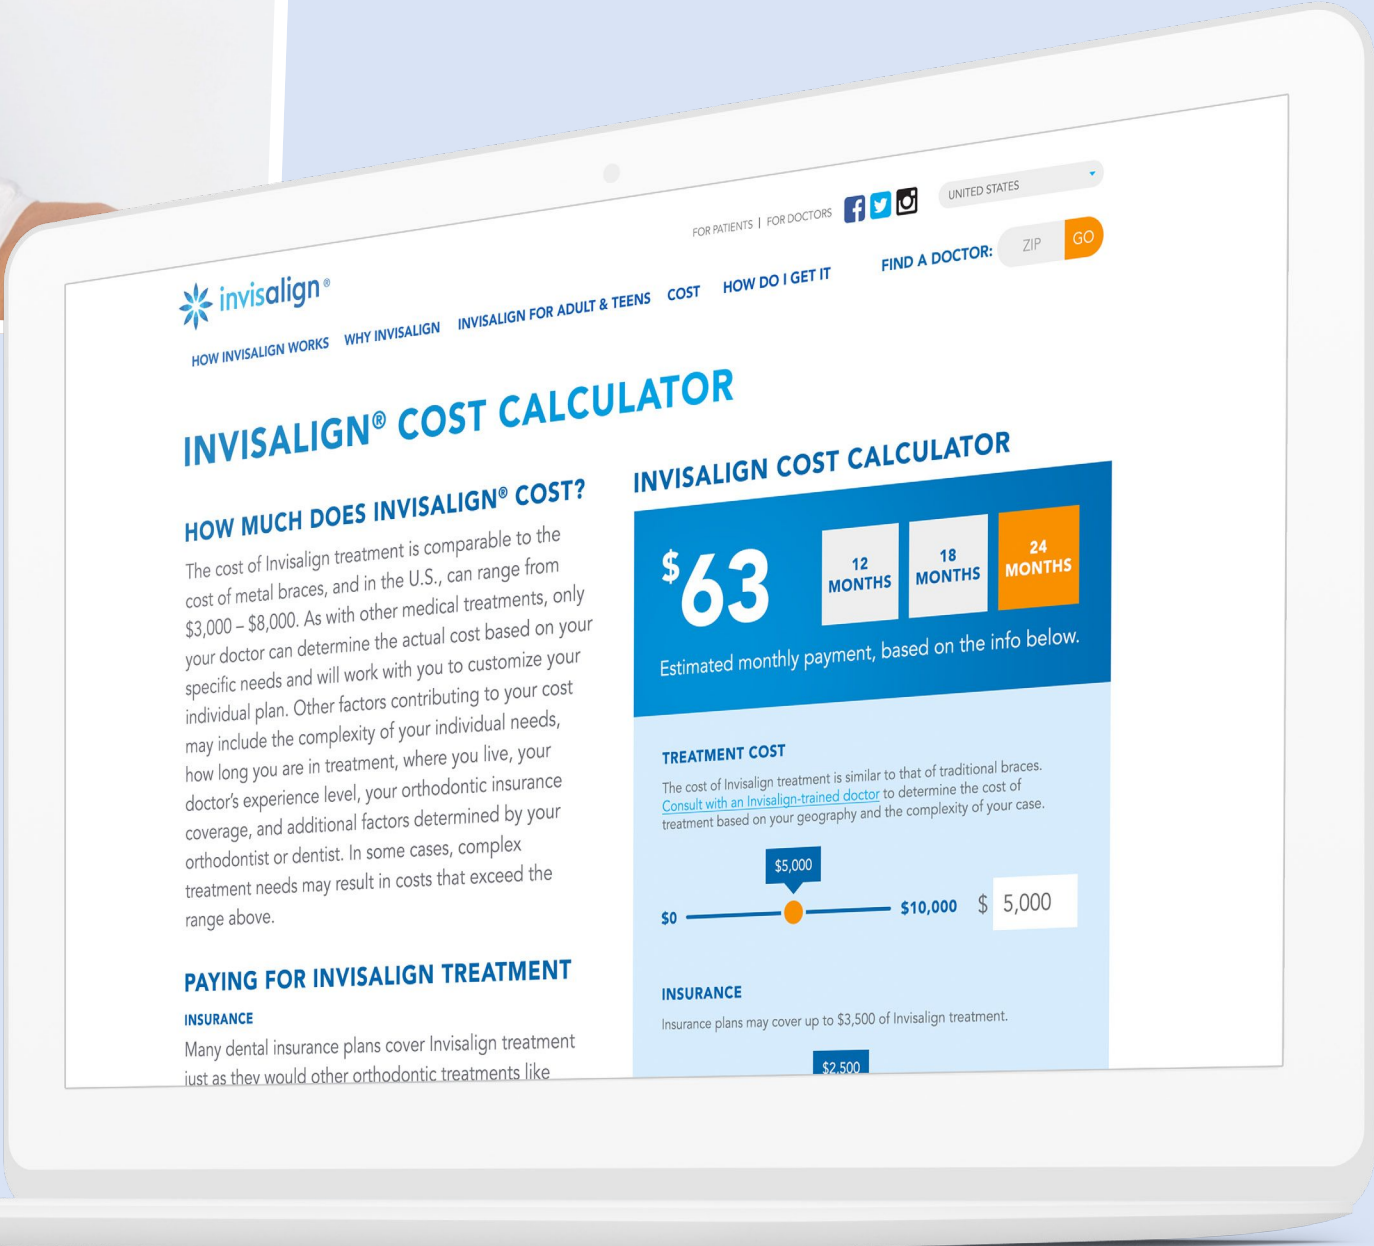 FOR PATIENTS | FOR DOCTORS
UNITED STATES
invisalign®
FIND A DOCTOR: ZIP GO
HOW INVISALIGN WORKS WHY INVISALIGN INVISALIGN FOR ADULT & TEENS COST HOW DO I GET IT
INVISALIGN® COST CALCULATOR
HOW MUCH DOES INVISALIGN® COST?
The cost of Invisalign treatment is comparable to the
cost of metal braces, and in the U.S., can range from
$3,000 – $8,000. As with other medical treatments, only
your doctor can determine the actual cost based on your
specific needs and will work with you to customize your
individual plan. Other factors contributing to your cost
may include the complexity of your individual needs,
how long you are in treatment, where you live, your
doctor's experience level, your orthodontic insurance
coverage, and additional factors determined by your
orthodontist or dentist. In some cases, complex
treatment needs may result in costs that exceed the
range above.
PAYING FOR INVISALIGN TREATMENT
INSURANCE
Many dental insurance plans cover Invisalign treatment
just as they would other orthodontic treatments like
INVISALIGN COST CALCULATOR
$63
12
MONTHS
18
MONTHS
24
MONTHS
Estimated monthly payment, based on the info below.
TREATMENT COST
The cost of Invisalign treatment is similar to that of traditional braces.
Consult with an Invisalign-trained doctor to determine the cost of
treatment based on your geography and the complexity of your case.
$5,000
$0 $10,000 $ 5,000
INSURANCE
Insurance plans may cover up to $3,500 of Invisalign treatment.
$2,500